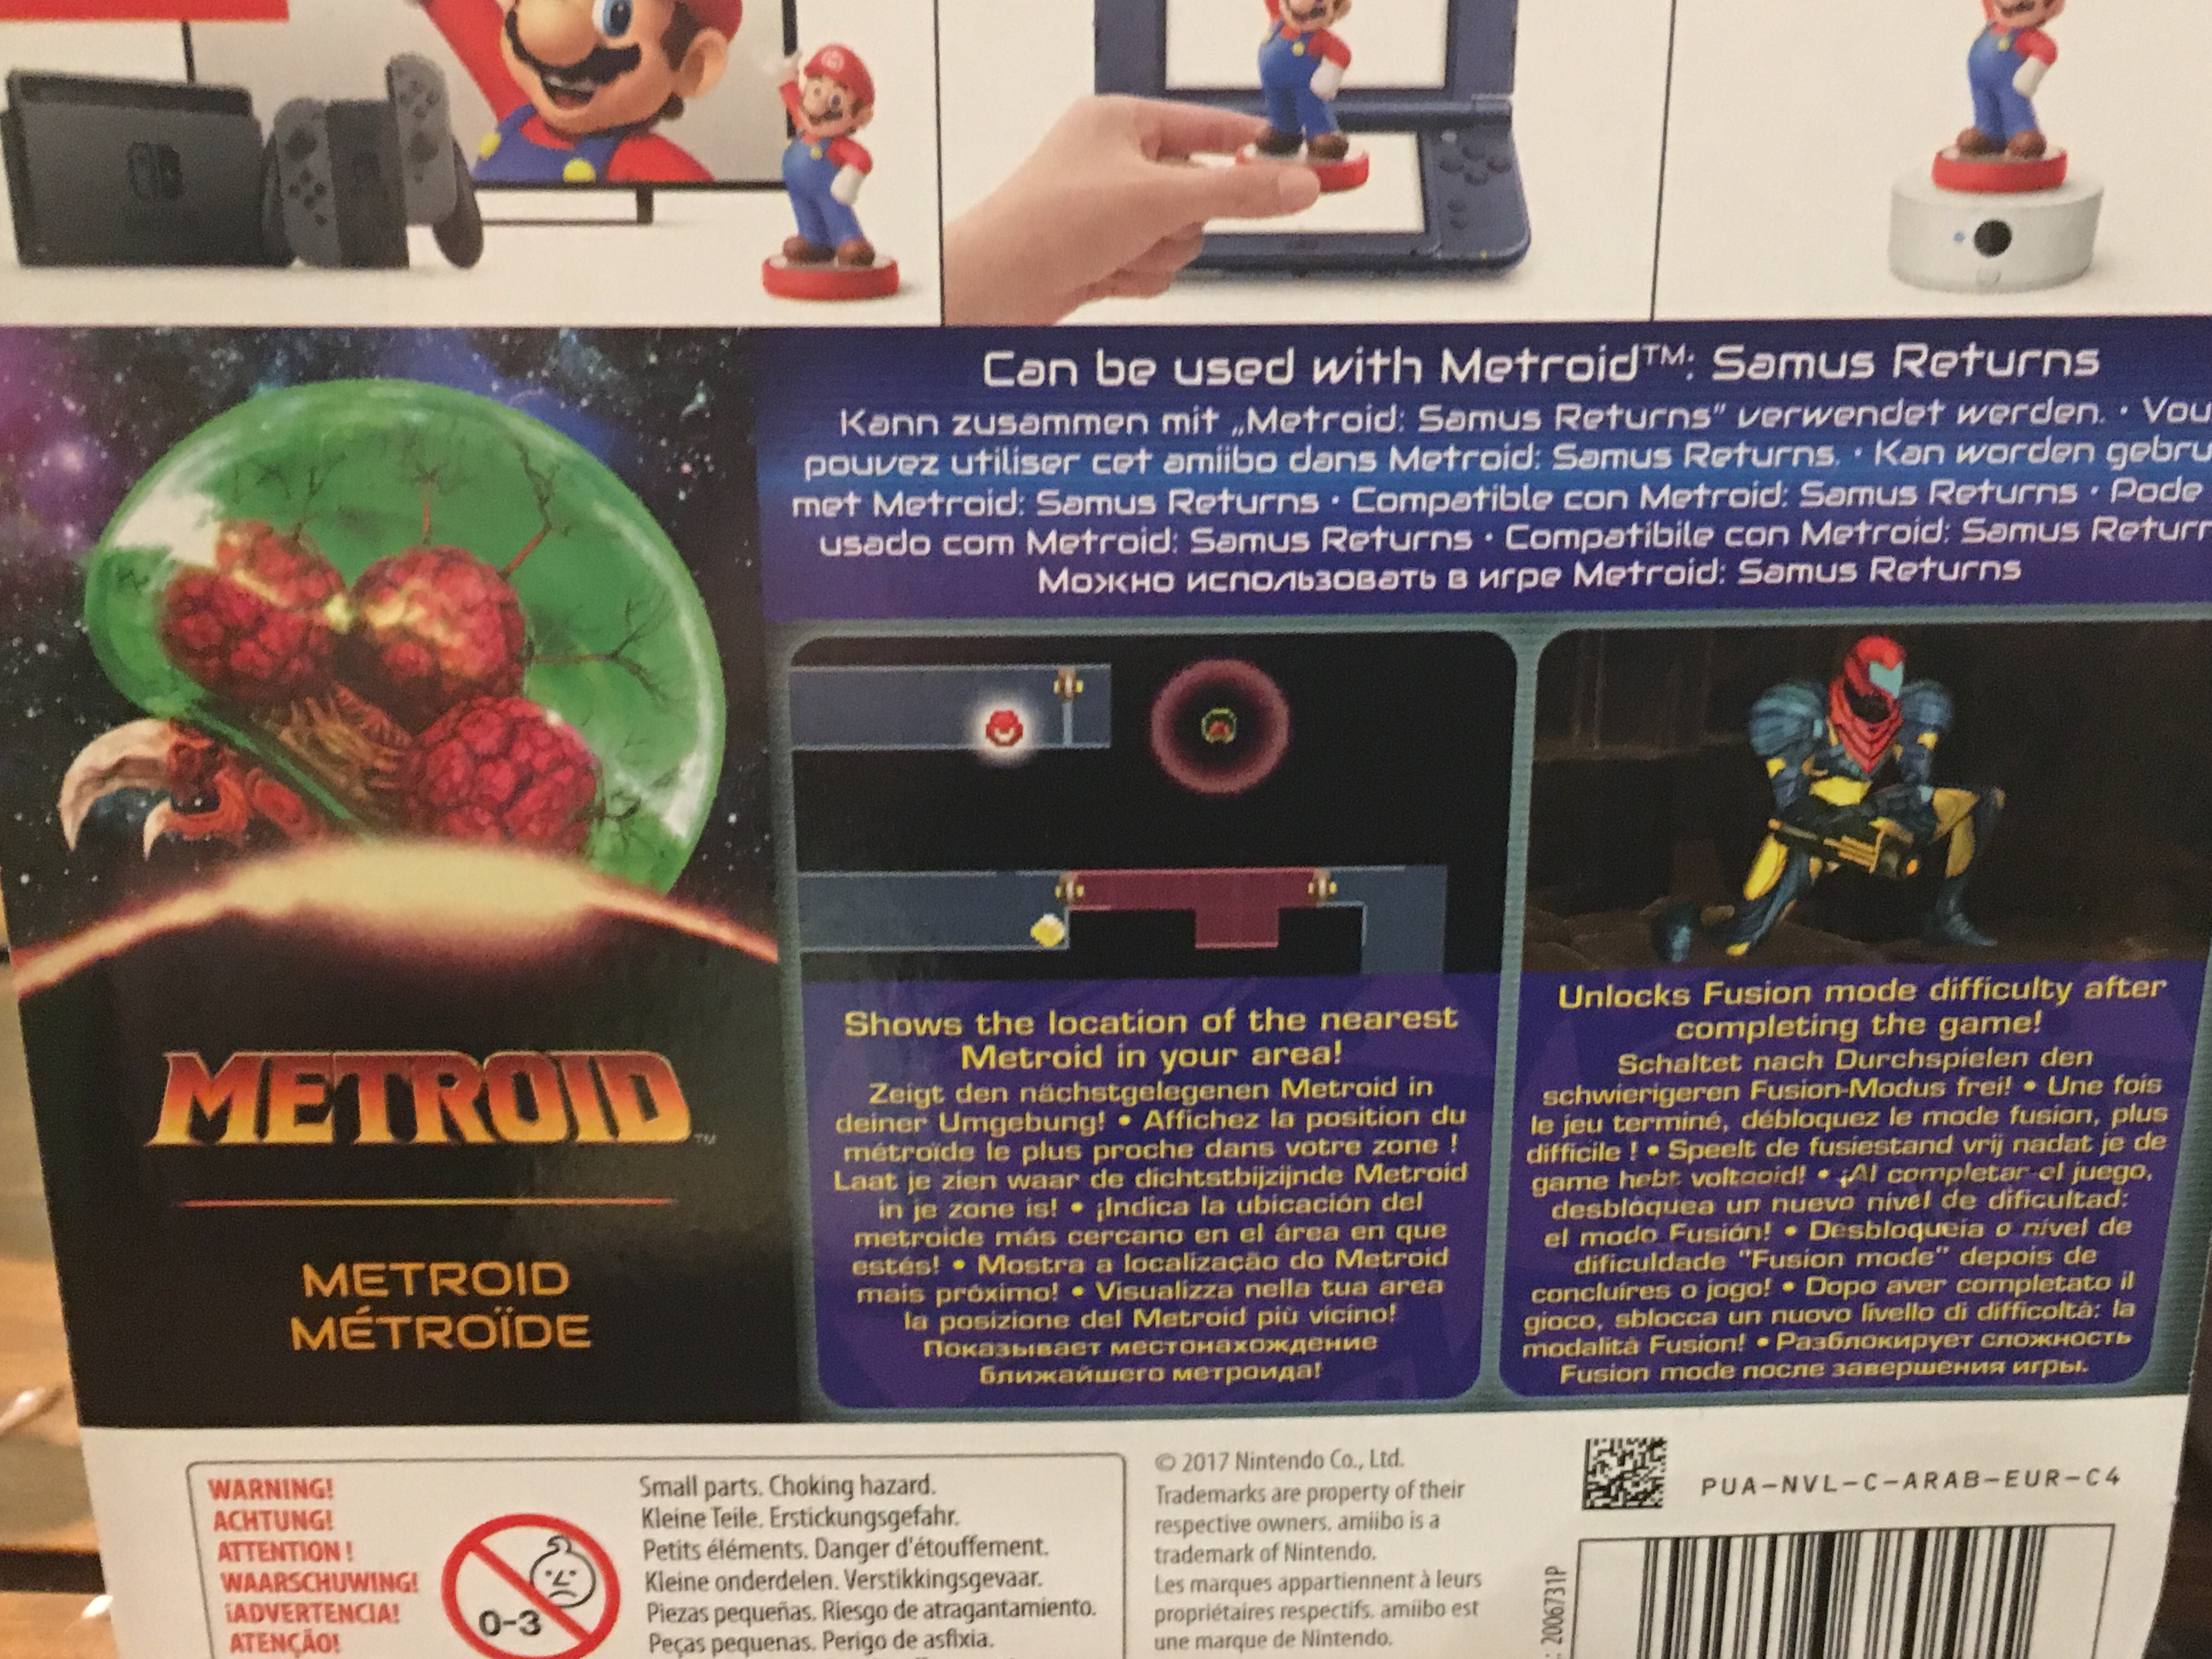 Can be used with Metroid™: Samus Returns
Kann zusammen mit „Metroid: Samus Returns” verwendet werden. • Vou
pouvez utiliser cet amiibo dans Metroid: Samus Returns. • Kan worden gebru
met Metroid: Samus Returns • Compatible con Metroid: Samus Returns • Pode
usado com Metroid: Samus Returns • Compatibile con Metroid: Samus Return
Можно использовать в игре Metroid: Samus Returns
METROID™
METROID
MÉTROÏDE
Shows the location of the nearest
Metroid in your area!
Zeigt den nächstgelegenen Metroid in
deiner Umgebung! • Affichez la position du
métroïde le plus proche dans votre zone !
Laat je zien waar de dichtstbijzijnde Metroid
in je zone is! • ¡Indica la ubicación del
metroide más cercano en el área en que
estés! • Mostra a localização do Metroid
mais próximo! • Visualizza nella tua area
la posizione del Metroid più vicino!
Показывает местонахождение
ближайшего метроида!
Unlocks Fusion mode difficulty after
completing the game!
Schaltet nach Durchspielen den
schwierigeren Fusion-Modus frei! • Une fois
le jeu terminé, débloquez le mode fusion, plus
difficile ! • Speelt de fusiestand vrij nadat je de
game hebt voltooid! • ¡Al completar el juego,
desbloquea un nuevo nivel de dificultad:
el modo Fusión! • Desbloqueia o nível de
dificuldade "Fusion mode" depois de
concluíres o jogo! • Dopo aver completato il
gioco, sblocca un nuovo livello di difficoltà: la
modalità Fusion! • Разблокирует сложность
Fusion mode после завершения игры.
WARNING!
ACHTUNG!
ATTENTION !
WAARSCHUWING!
¡ADVERTENCIA!
ATENÇÃO!
0-3
Small parts. Choking hazard.
Kleine Teile. Erstickungsgefahr.
Petits éléments. Danger d'étouffement.
Kleine onderdelen. Verstikkingsgevaar.
Piezas pequeñas. Riesgo de atragantamiento.
Peças pequenas. Perigo de asfixia.
© 2017 Nintendo Co., Ltd.
Trademarks are property of their
respective owners. amiibo is a
trademark of Nintendo.
Les marques appartiennent à leurs
propriétaires respectifs. amiibo est
une marque de Nintendo.
PUA-NVL-C-ARAB-EUR-C4
: 2006731P